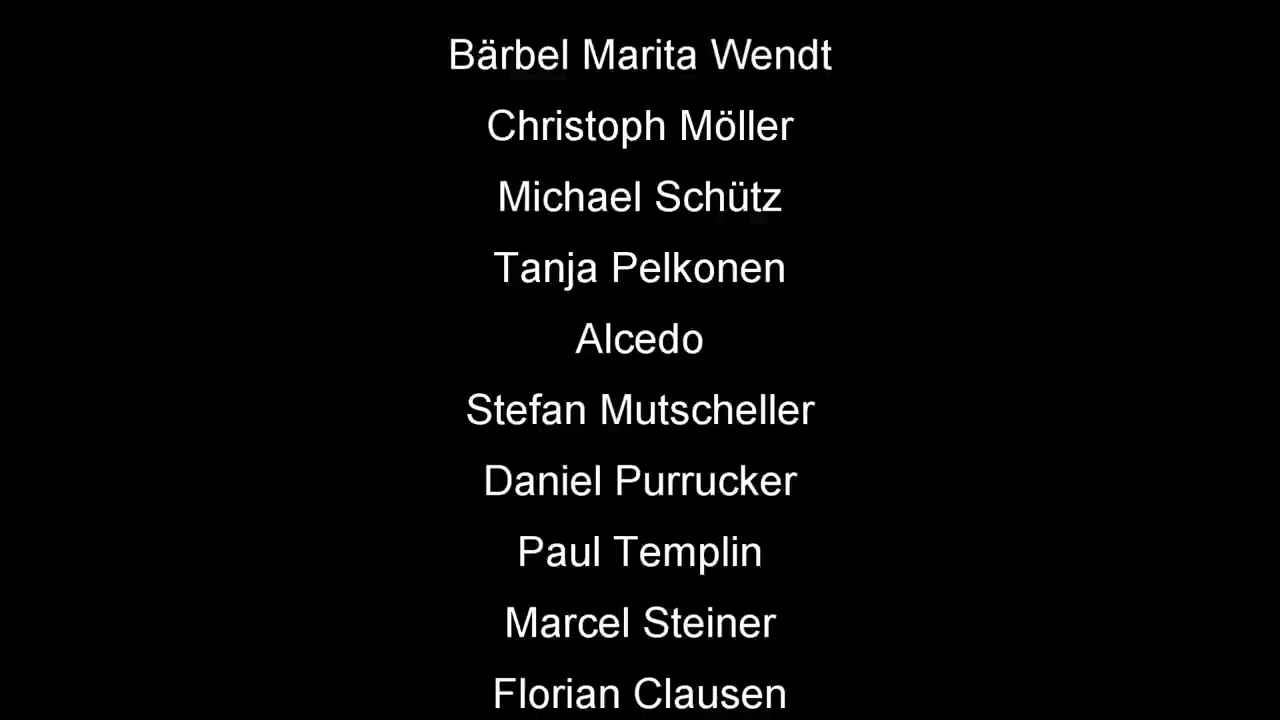 Bärbel Marita Wendt
Christoph Möller
Michael Schütz
Tanja Pelkonen
Alcedo
Stefan Mutscheller
Daniel Purrucker
Paul Templin
Marcel Steiner
Florian Clausen